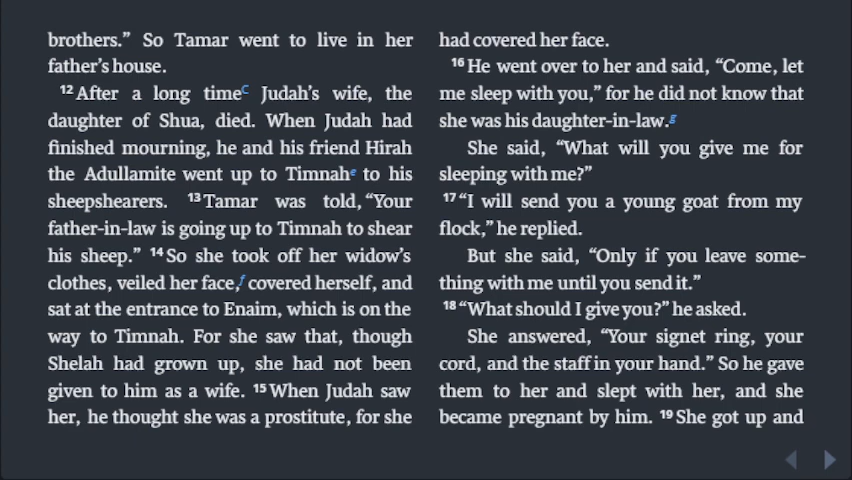 brothers.” So Tamar went to live in her
father’s house.
12 After a long timeC Judah’s wife, the
daughter of Shua, died. When Judah had
finished mourning, he and his friend Hirah
the Adullamite went up to Timnahe to his
sheepshearers. 13 Tamar was told, “Your
father-in-law is going up to Timnah to shear
his sheep.” 14 So she took off her widow’s
clothes, veiled her face,f covered herself, and
sat at the entrance to Enaim, which is on the
way to Timnah. For she saw that, though
Shelah had grown up, she had not been
given to him as a wife. 15 When Judah saw
her, he thought she was a prostitute, for she
had covered her face.
16 He went over to her and said, “Come, let
me sleep with you,” for he did not know that
she was his daughter-in-law.g
She said, “What will you give me for
sleeping with me?”
17 “I will send you a young goat from my
flock,” he replied.
But she said, “Only if you leave some-
thing with me until you send it.”
18 “What should I give you?” he asked.
She answered, “Your signet ring, your
cord, and the staff in your hand.” So he gave
them to her and slept with her, and she
became pregnant by him. 19 She got up and